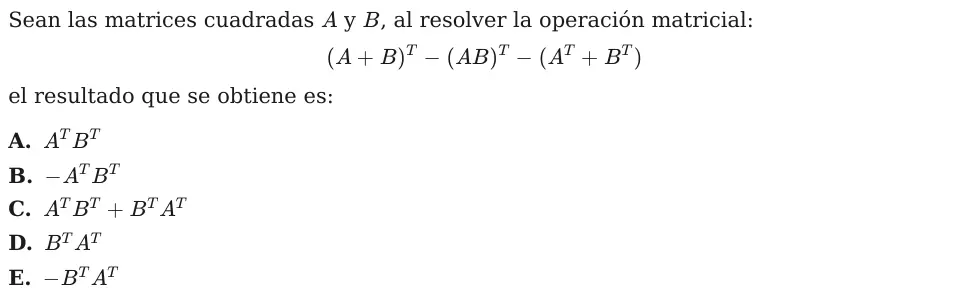 Sean las matrices cuadradas A y B, al resolver la operación matricial:
(A + B)^T − (AB)^T − (A^T + B^T)
el resultado que se obtiene es:
A. A^T B^T
B. −A^T B^T
C. A^T B^T + B^T A^T
D. B^T A^T
E. −B^T A^T